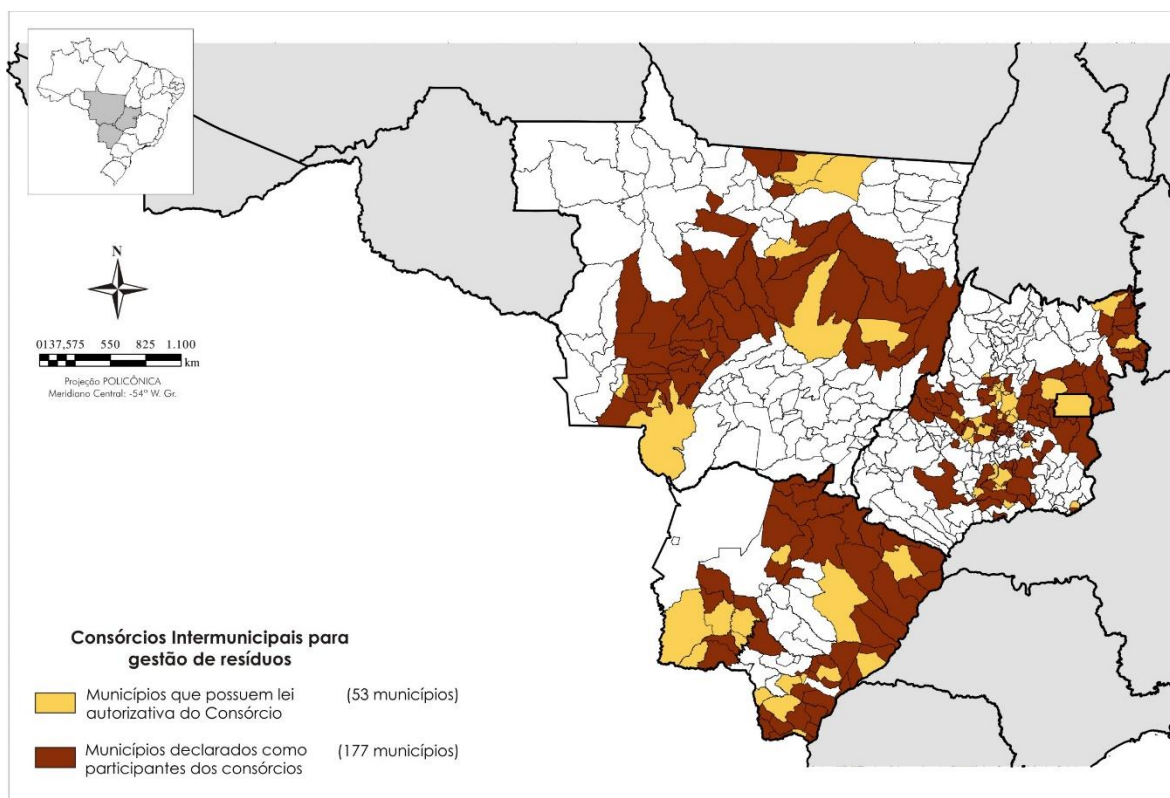 N
0137,575 550 825 1.100
km
Projeção POLICÔNICA
Meridiano Central: -54º W. Gr.
Consórcios Intermunicipais para
gestão de resíduos
Municípios que possuem lei (53 municípios)
autorizativa do Consórcio
Municípios declarados como (177 municípios)
participantes dos consórcios